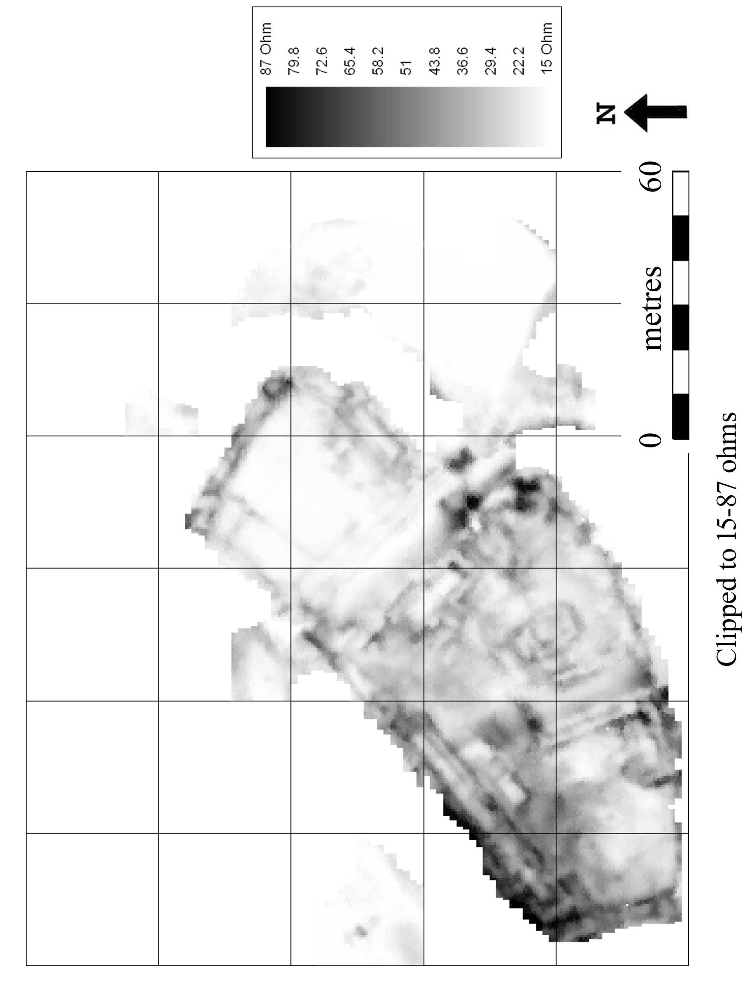 87 Ohm
79.8
72.6
65.4
58.2
51
43.8
36.6
29.4
22.2
15 Ohm
N
0 metres 60
Clipped to 15-87 ohms